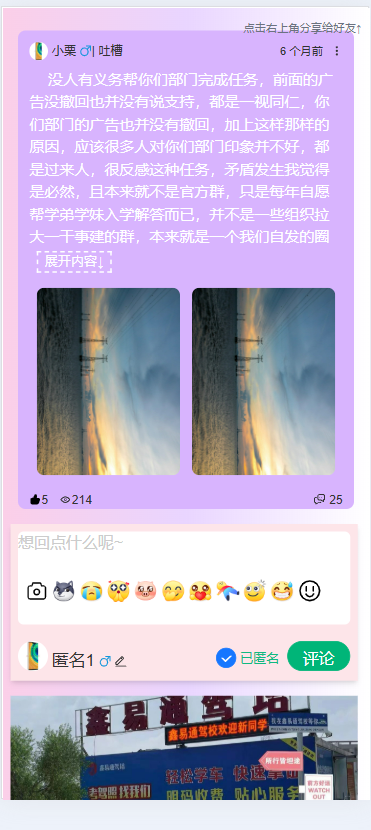 点击右上角分享给好友↑
小栗 ♂| 吐槽
6 个月前
没人有义务帮你们部门完成任务，前面的广
告没撤回也并没有说支持，都是一视同仁，你
们部门的广告也并没有撤回，加上这样那样的
原因，应该很多人对你们部门印象并不好，都
是过来人，很反感这种任务，矛盾发生我觉得
是必然，且本来就不是官方群，只是每年自愿
帮学弟学妹入学解答而已，并不是一些组织拉
大一干事建的群，本来就是一个我们自发的圈
展开内容↓
5
214
25
想回点什么呢~
匿名1 ♂
已匿名
评论
鑫易通驾站
鑫易通驾校欢迎新同学
考驾照找我们
轻松学车 快速拿
明码收费 贴心服务
所行皆坦途
WATCH
OUT